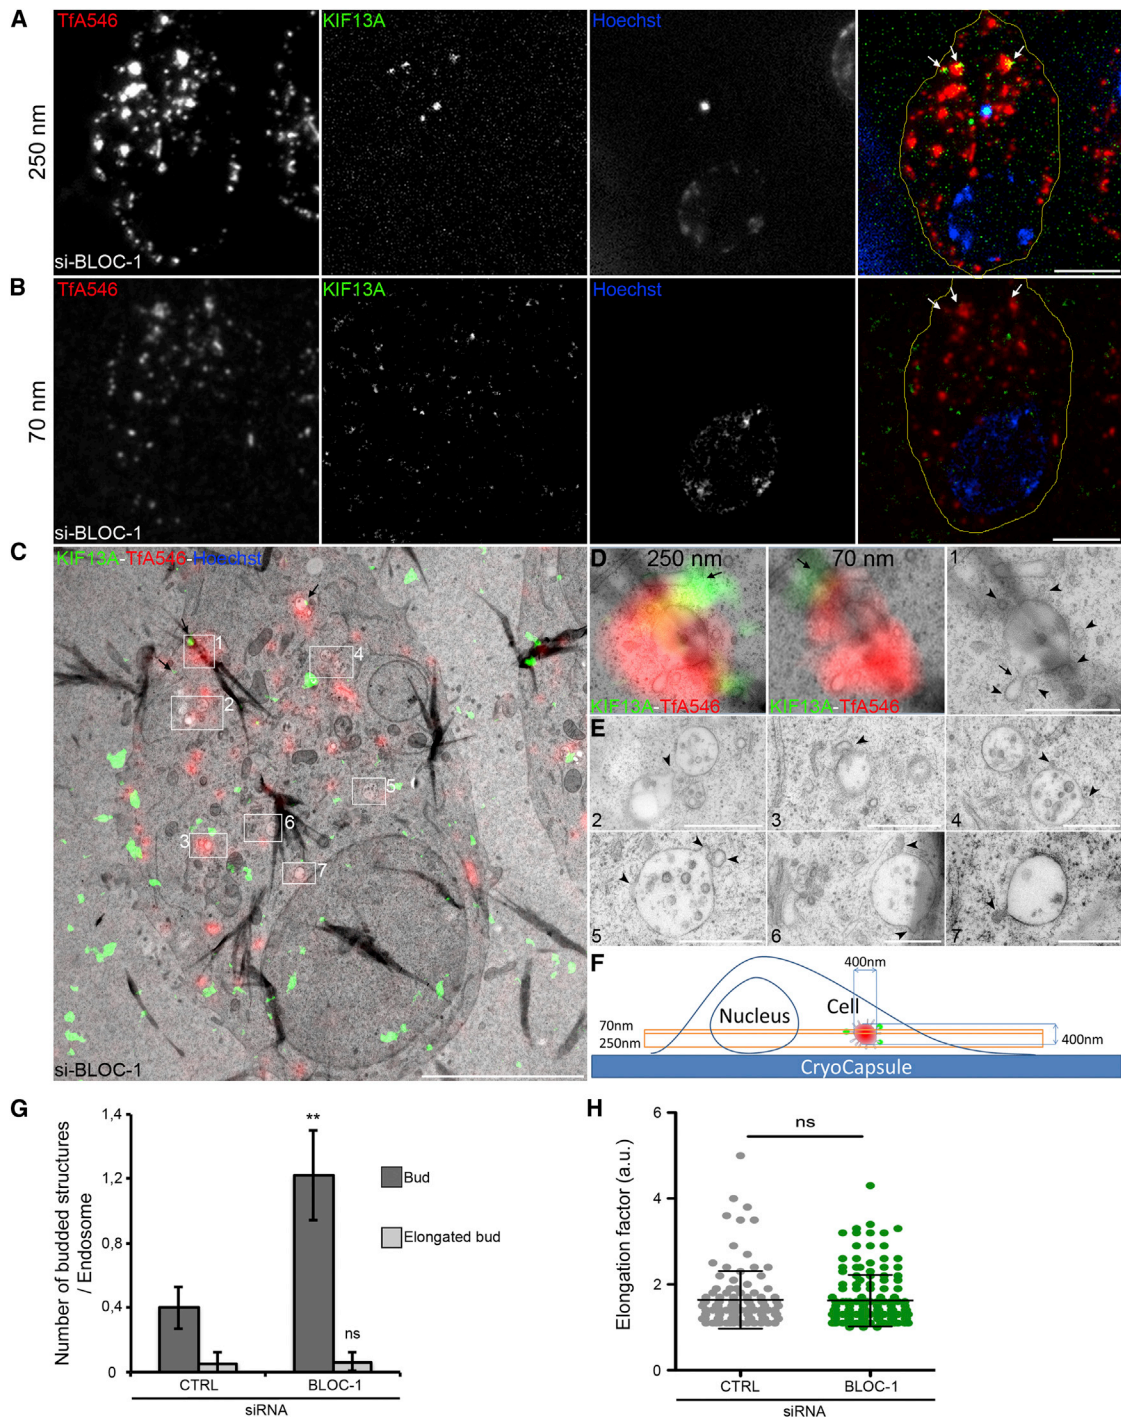 A
TfA546
KIF13A
Hoechst
250 nm
si-BLOC-1
B
TfA546
KIF13A
Hoechst
70 nm
si-BLOC-1
C
KIF13A-TfA546-Hoechst
1
2
3
4
5
6
7
si-BLOC-1
D
250 nm
KIF13A-TfA546
70 nm
KIF13A-TfA546
1
E
2
3
4
5
6
7
F
400nm
Nucleus
Cell
70nm
250nm
400nm
CryoCapsule
G
Number of budded structures
/ Endosome
1,4
1,2
0,8
0,4
0
**
ns
Bud
Elongated bud
CTRL
BLOC-1
siRNA
H
Elongation factor (a.u.)
6
4
2
0
ns
CTRL
BLOC-1
siRNA